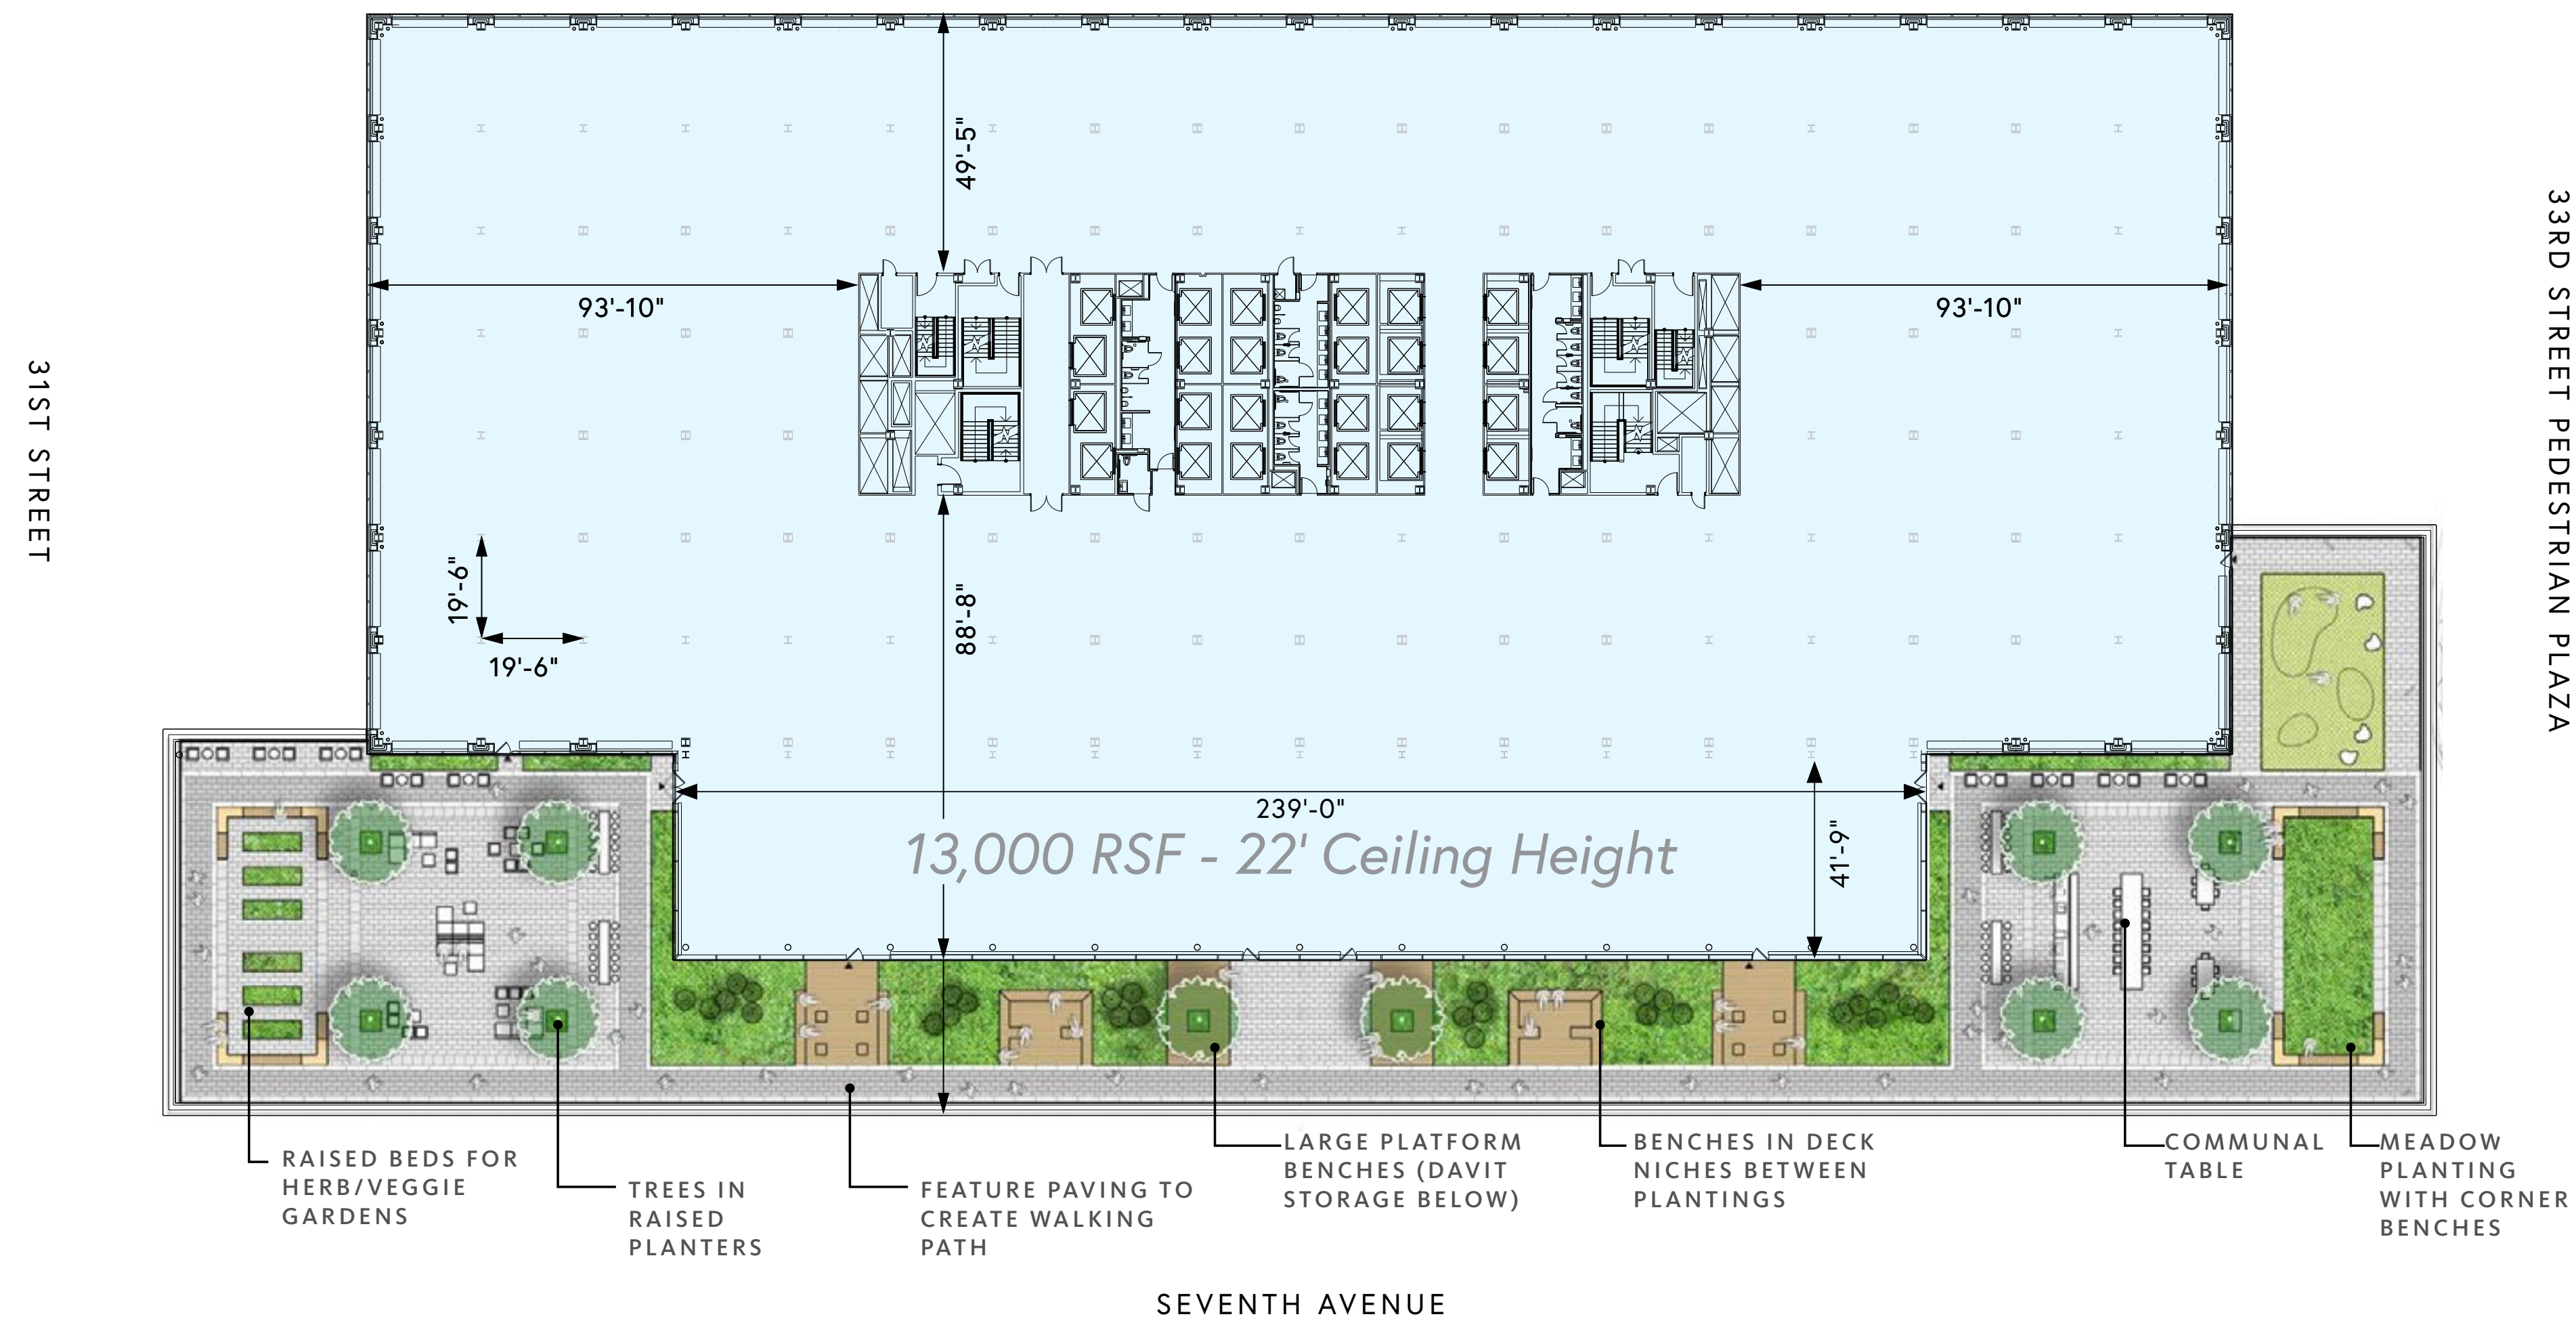 49'-5"
93'-10"
93'-10"
31ST STREET
33RD STREET PEDESTRIAN PLAZA
19'-6"
19'-6"
88'-8"
239'-0"
13,000 RSF - 22' Ceiling Height
41'-9"
RAISED BEDS FOR
HERB/VEGGIE
GARDENS
TREES IN
RAISED
PLANTERS
FEATURE PAVING TO
CREATE WALKING
PATH
LARGE PLATFORM
BENCHES (DAVIT
STORAGE BELOW)
BENCHES IN DECK
NICHES BETWEEN
PLANTINGS
COMMUNAL
TABLE
MEADOW
PLANTING
WITH CORNER
BENCHES
SEVENTH AVENUE